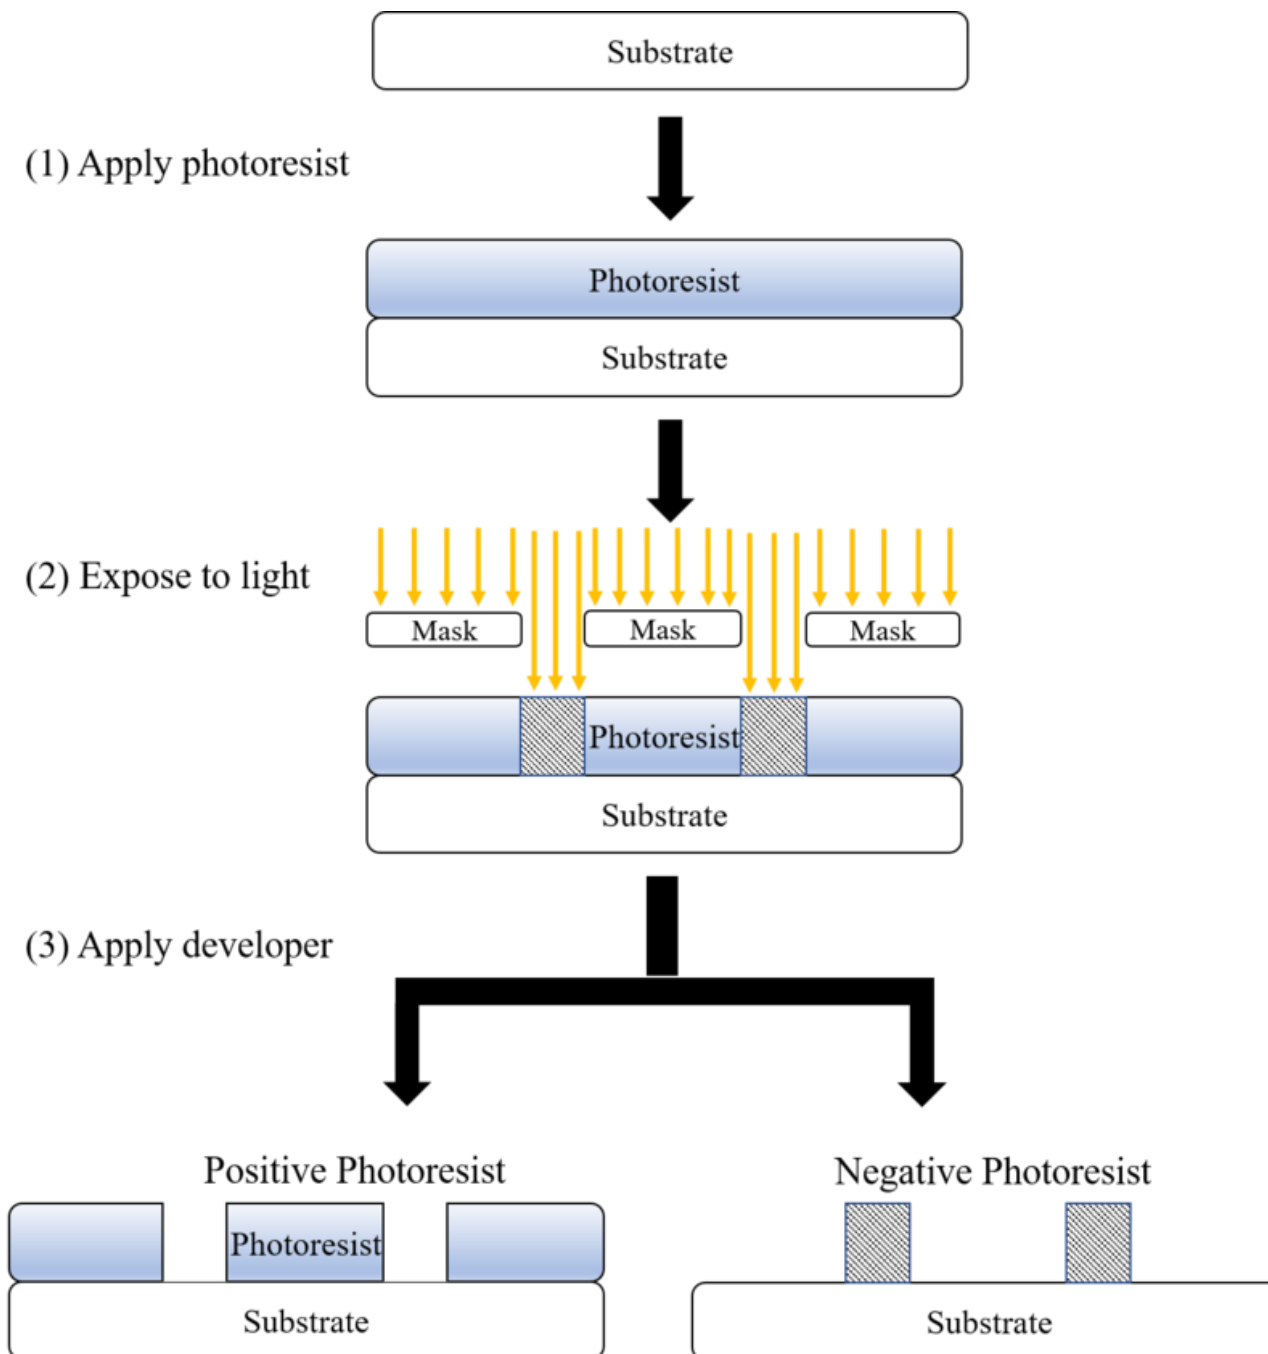 Substrate
(1) Apply photoresist
Photoresist
Substrate
(2) Expose to light
Mask Mask Mask
Photoresist
Substrate
(3) Apply developer
Positive Photoresist
Negative Photoresist
Photoresist
Substrate
Substrate